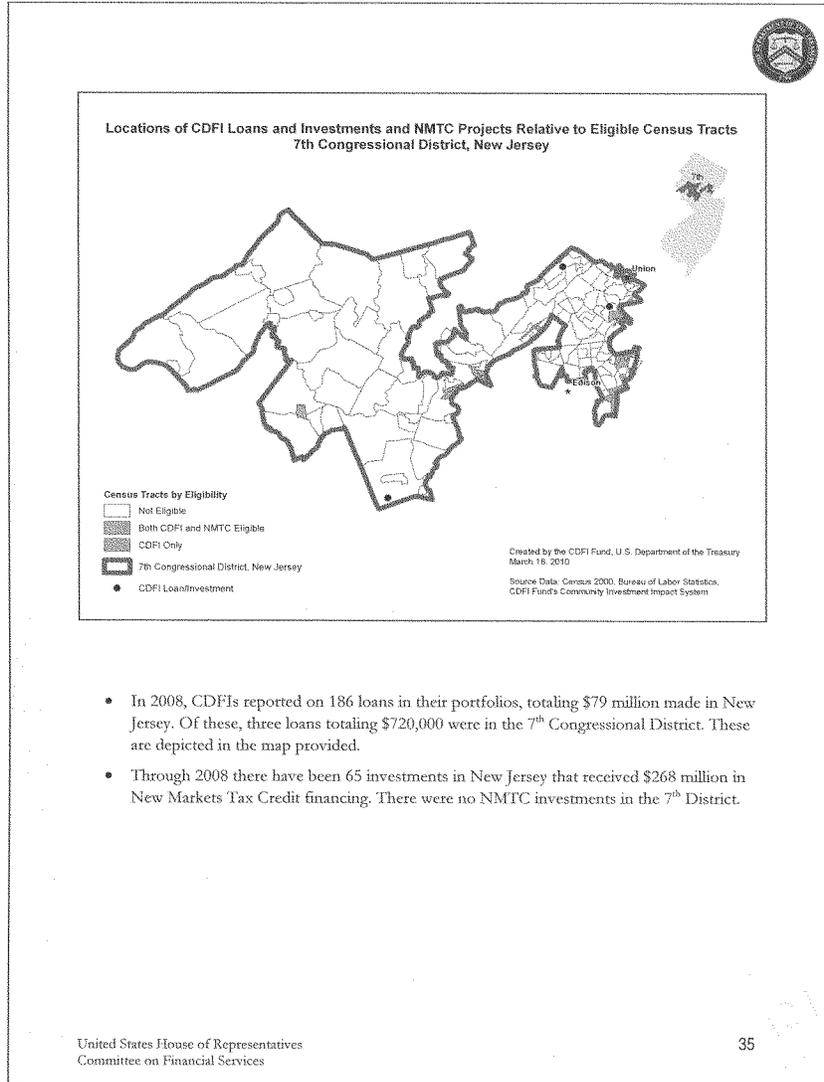 Locations of CDFI Loans and Investments and NMTC Projects Relative to Eligible Census Tracts
7th Congressional District, New Jersey
7th
Union
Edison
Census Tracts by Eligibility
Not Eligible
Both CDFI and NMTC Eligible
CDFI Only
7th Congressional District, New Jersey
CDFI Loan/Investment
Created by the CDFI Fund, U.S. Department of the Treasury
March 16, 2010
Source Data: Census 2000, Bureau of Labor Statistics,
CDFI Fund's Community Investment Impact System
• In 2008, CDFIs reported on 186 loans in their portfolios, totaling $79 million made in New
Jersey. Of these, three loans totaling $720,000 were in the 7th Congressional District. These
are depicted in the map provided.
• Through 2008 there have been 65 investments in New Jersey that received $268 million in
New Markets Tax Credit financing. There were no NMTC investments in the 7th District.
United States House of Representatives
Committee on Financial Services
35